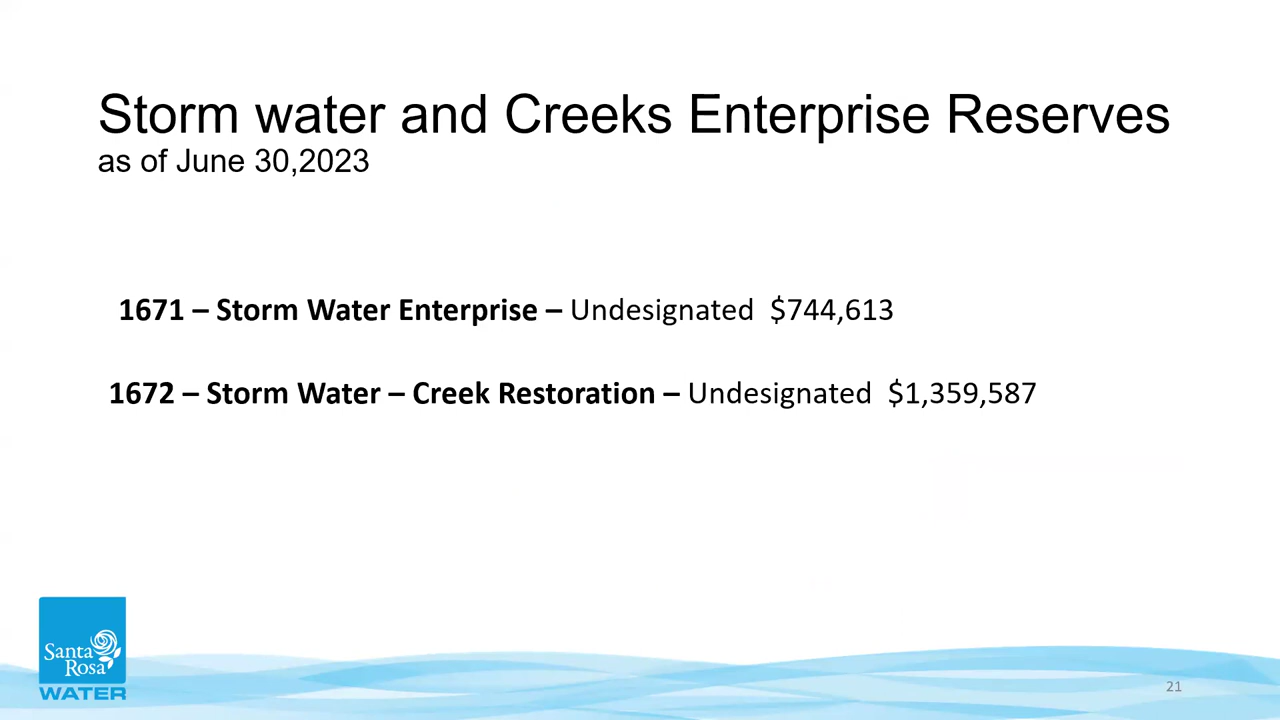 Storm water and Creeks Enterprise Reserves
as of June 30,2023
1671 – Storm Water Enterprise – Undesignated $744,613
1672 – Storm Water – Creek Restoration – Undesignated $1,359,587
Santa
Rosa
WATER
21